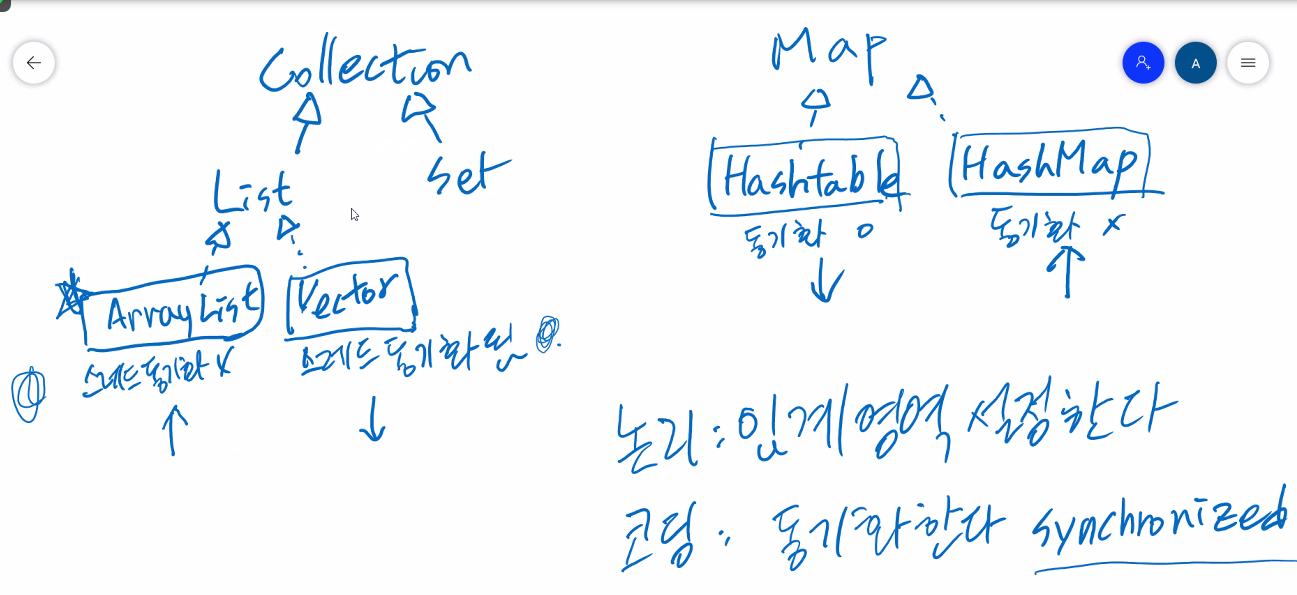 Collection
Map
A
List
Set
Hashtable
HashMap
동기화 O
동기화 X
ArrayList
Vector
스레드 동기화 X
스레드 동기화 된
논리 : 임계영역 설정한다
코딩 : 동기화한다 synchronized